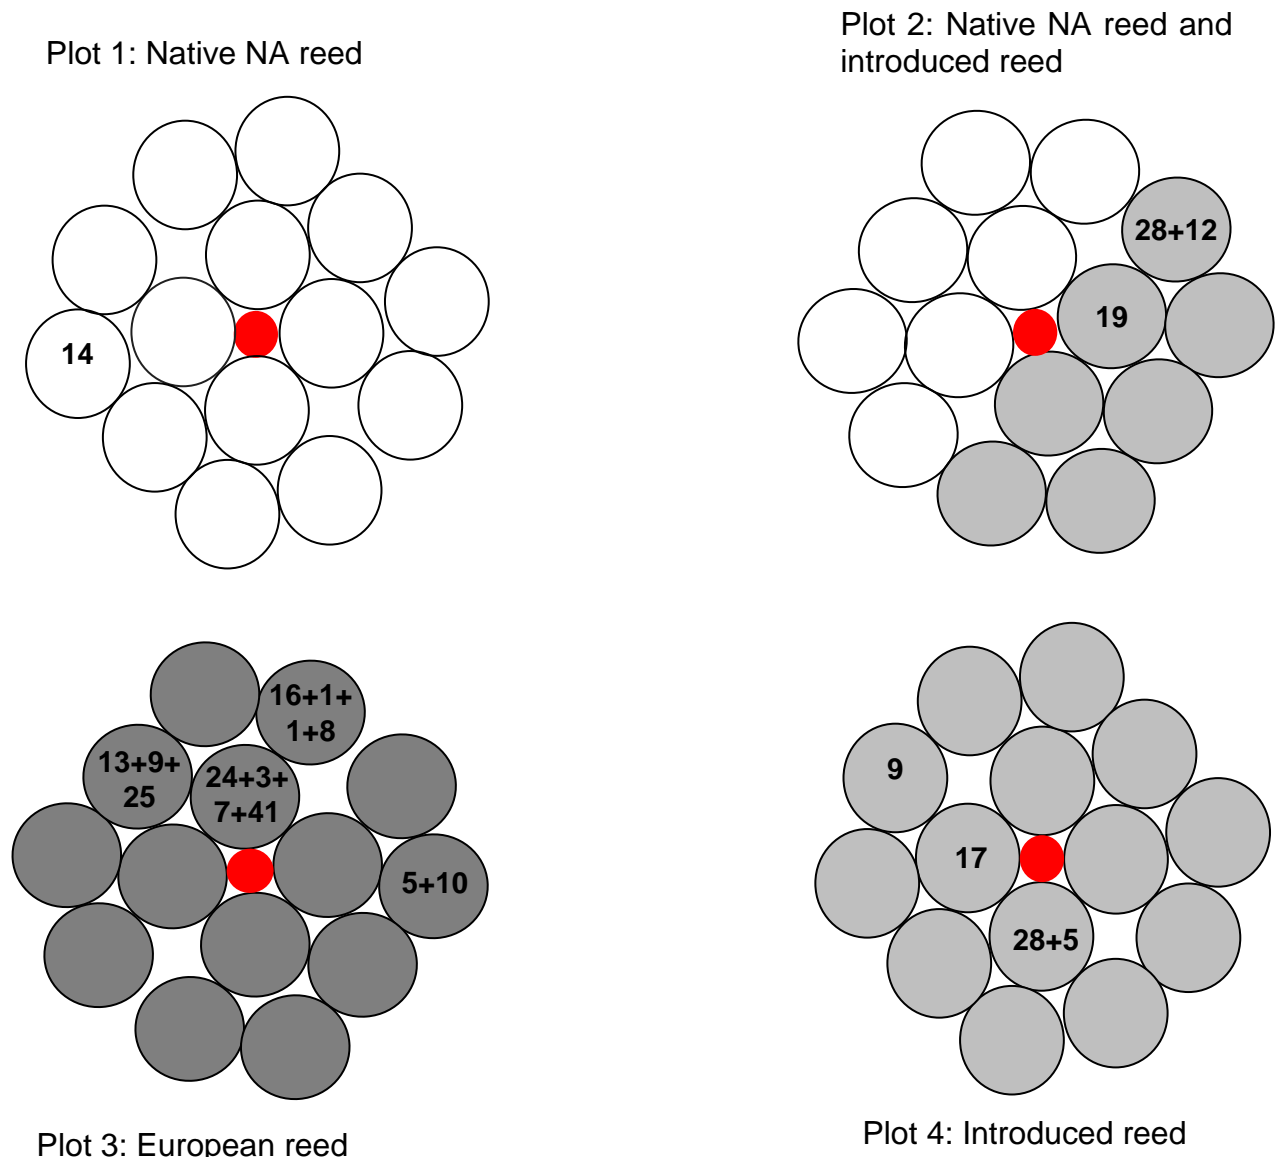 Plot 1: Native NA reed
Plot 2: Native NA reed and
introduced reed
14
28+12
19
16+1+
1+8
13+9+
25
24+3+
7+41
5+10
9
17
28+5
Plot 3: European reed
Plot 4: Introduced reed